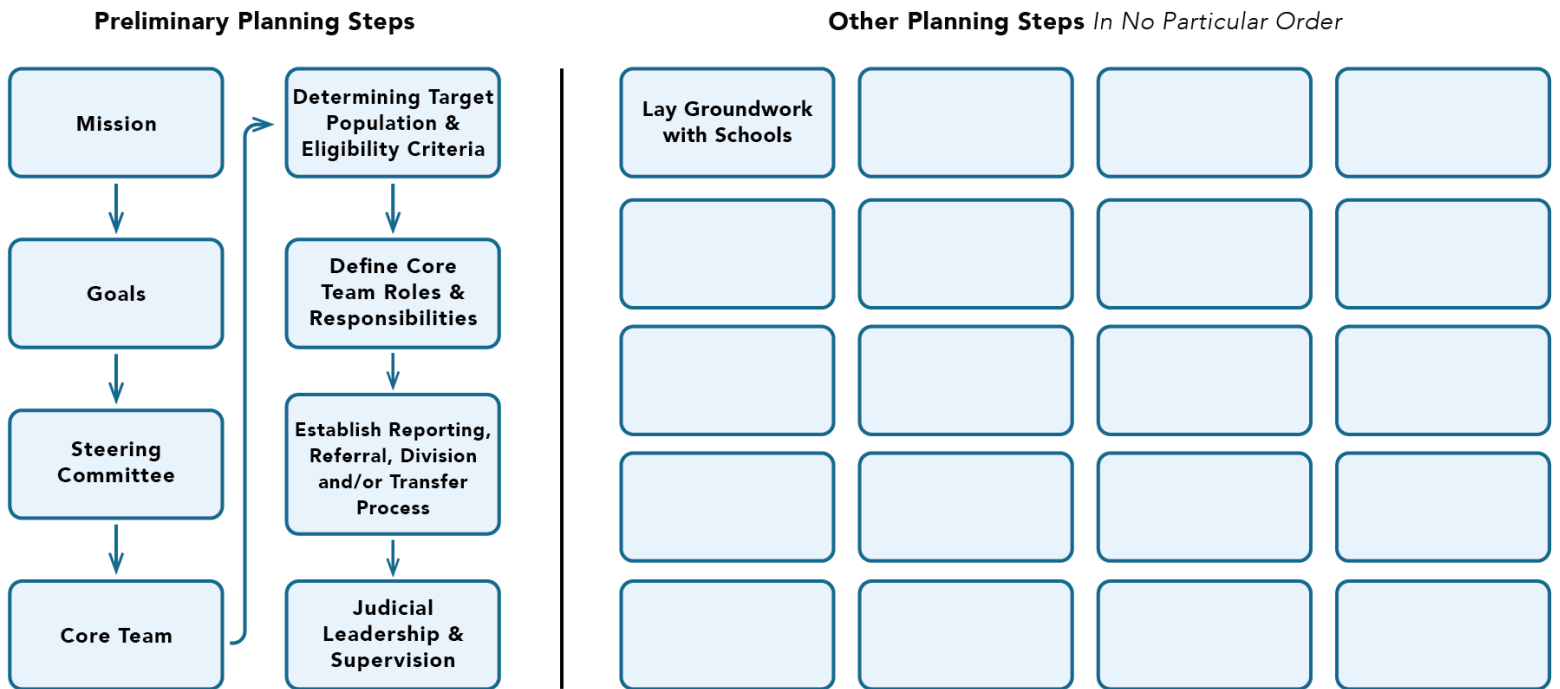 Preliminary Planning Steps
Mission
Goals
Steering
Committee
Core Team
Determining Target
Population &
Eligibility Criteria
Define Core
Team Roles &
Responsibilities
Establish Reporting,
Referral, Division
and/or Transfer
Process
Judicial
Leadership &
Supervision
Other Planning Steps In No Particular Order
Lay Groundwork
with Schools